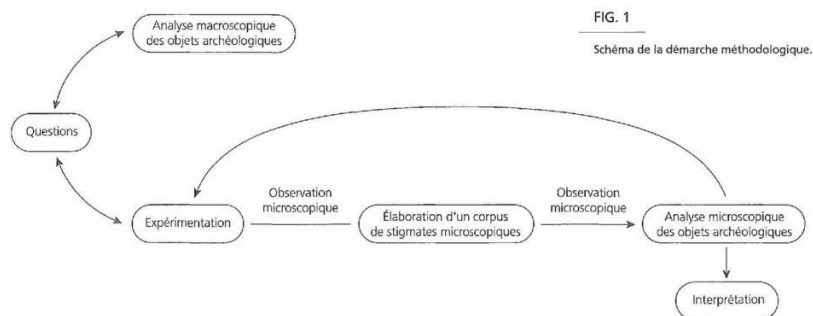 Analyse macroscopique
des objets archéologiques
FIG. 1
Schéma de la démarche méthodologique.
Questions
Expérimentation
Observation
microscopique
Élaboration d'un corpus
de stigmates microscopiques
Observation
microscopique
Analyse microscopique
des objets archéologiques
Interprétation